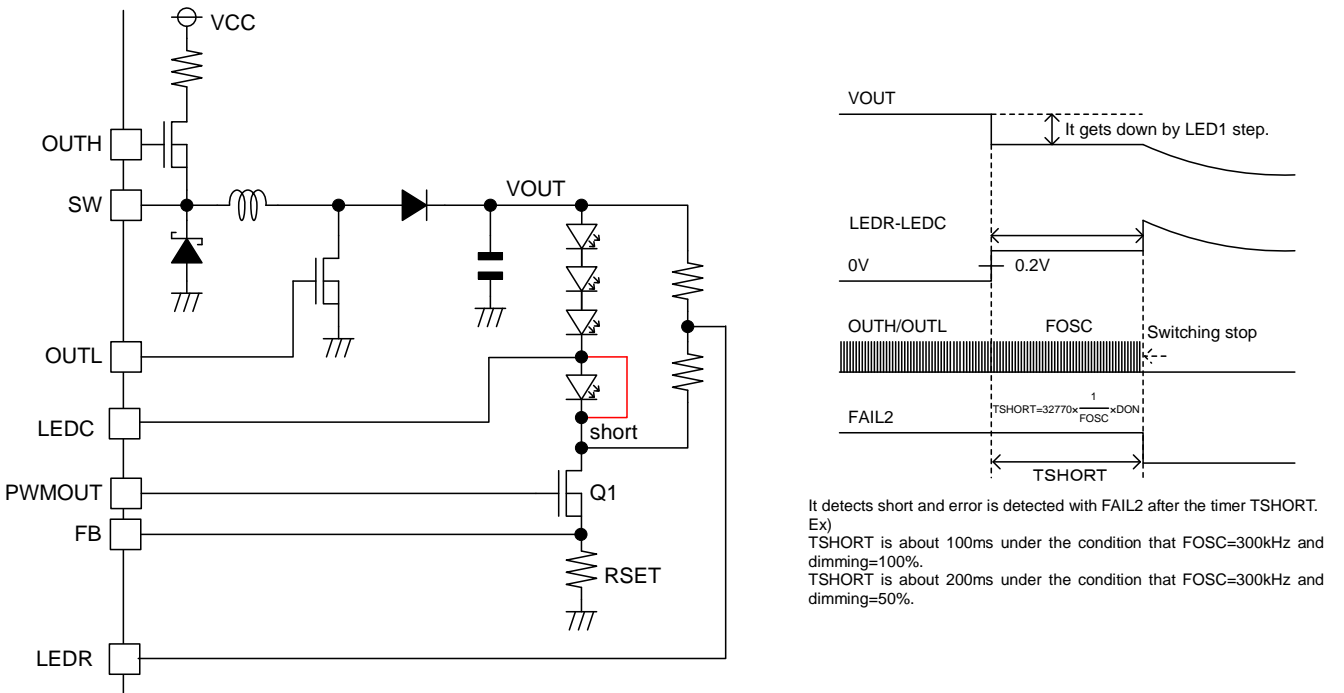 VCC
OUTH
SW
VOUT
OUTL
LEDC
short
PWMOUT
Q1
FB
RSET
LEDR
VOUT
It gets down by LED1 step.
LEDR-LEDC
0V
0.2V
OUTH/OUTL
FOSC
Switching stop
TSHORT=32770×1/FOSC×DON
FAIL2
TSHORT
It detects short and error is detected with FAIL2 after the timer TSHORT.
Ex)
TSHORT is about 100ms under the condition that FOSC=300kHz and
dimming=100%.
TSHORT is about 200ms under the condition that FOSC=300kHz and
dimming=50%.